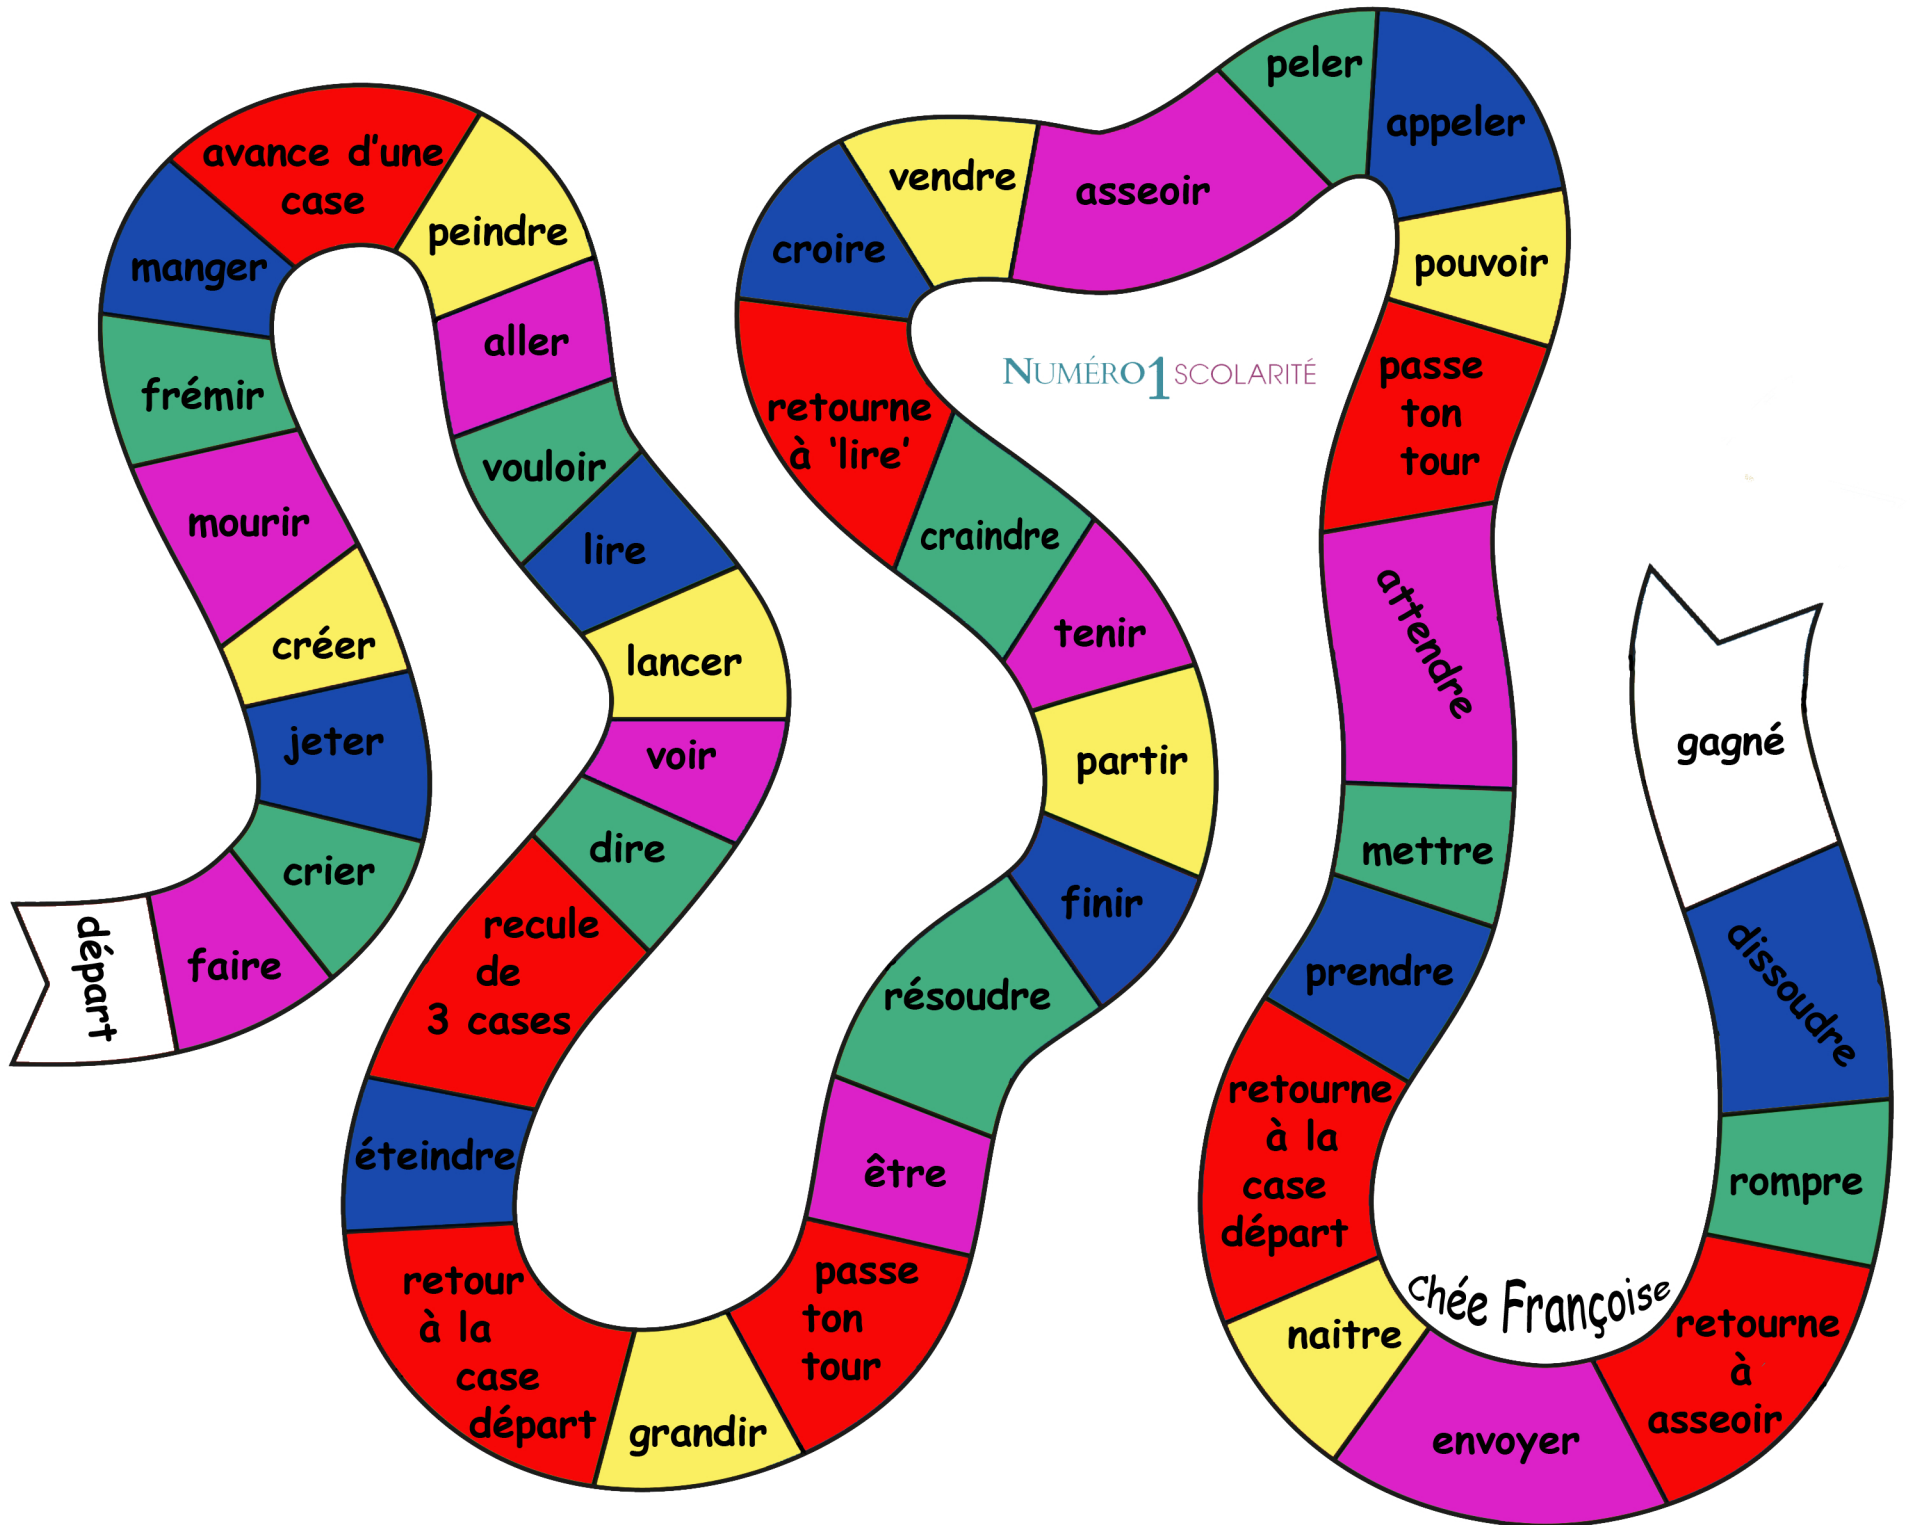 départ
faire
crier
jeter
créer
mourir
frémir
manger
avance d'une
case
peindre
aller
vouloir
lire
lancer
voir
dire
recule
de
3 cases
éteindre
retour
à la
case
départ
grandir
passe
ton
tour
être
résoudre
finir
partir
tenir
craindre
retourne
à 'lire'
croire
vendre
asseoir
peler
appeler
pouvoir
passe
ton
tour
attendre
mettre
prendre
retourne
à la
case
départ
naitre
envoyer
retourne
à
asseoir
rompre
dissoudre
gagné
NUMÉRO1 SCOLARITÉ
Chée Françoise